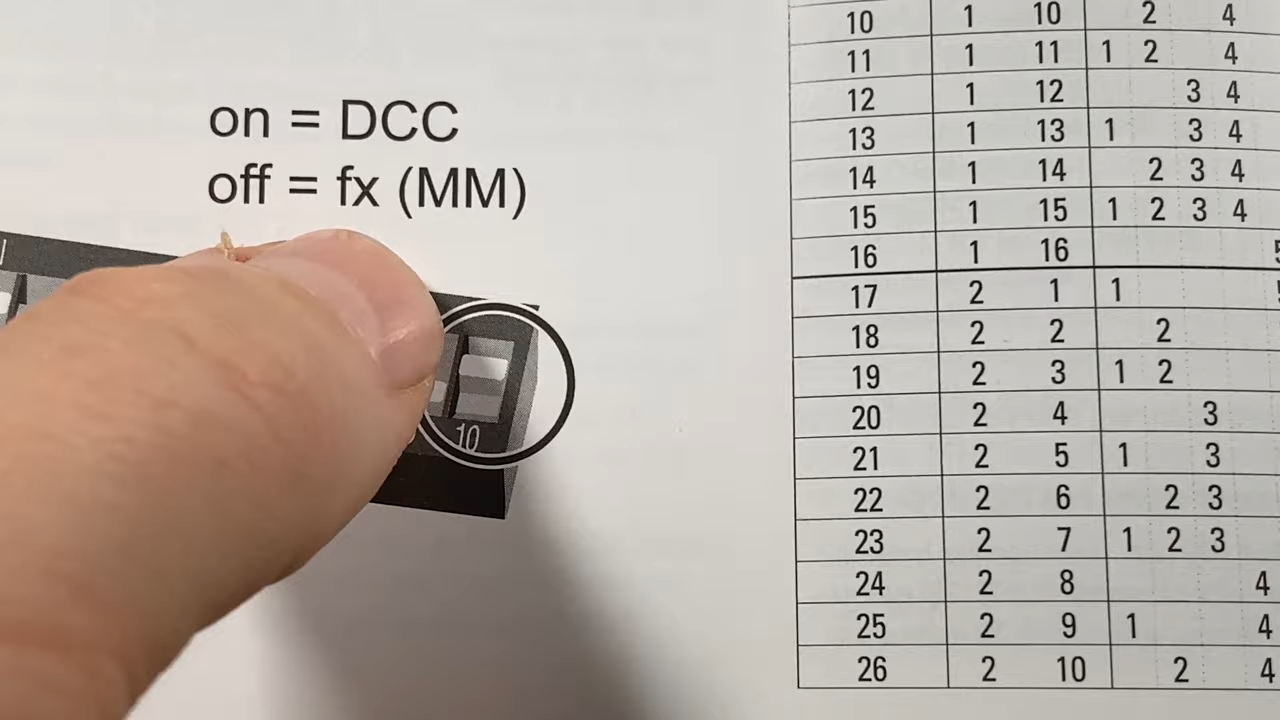 on = DCC
off = fx (MM)
10
10 1 10 2 4
11 1 11 1 2 4
12 1 12 3 4
13 1 13 1 3 4
14 1 14 2 3 4
15 1 15 1 2 3 4
16 1 16 5
17 2 1 1
18 2 2 2
19 2 3 1 2
20 2 4 3
21 2 5 1 3
22 2 6 2 3
23 2 7 1 2 3
24 2 8 4
25 2 9 1 4
26 2 10 2 4